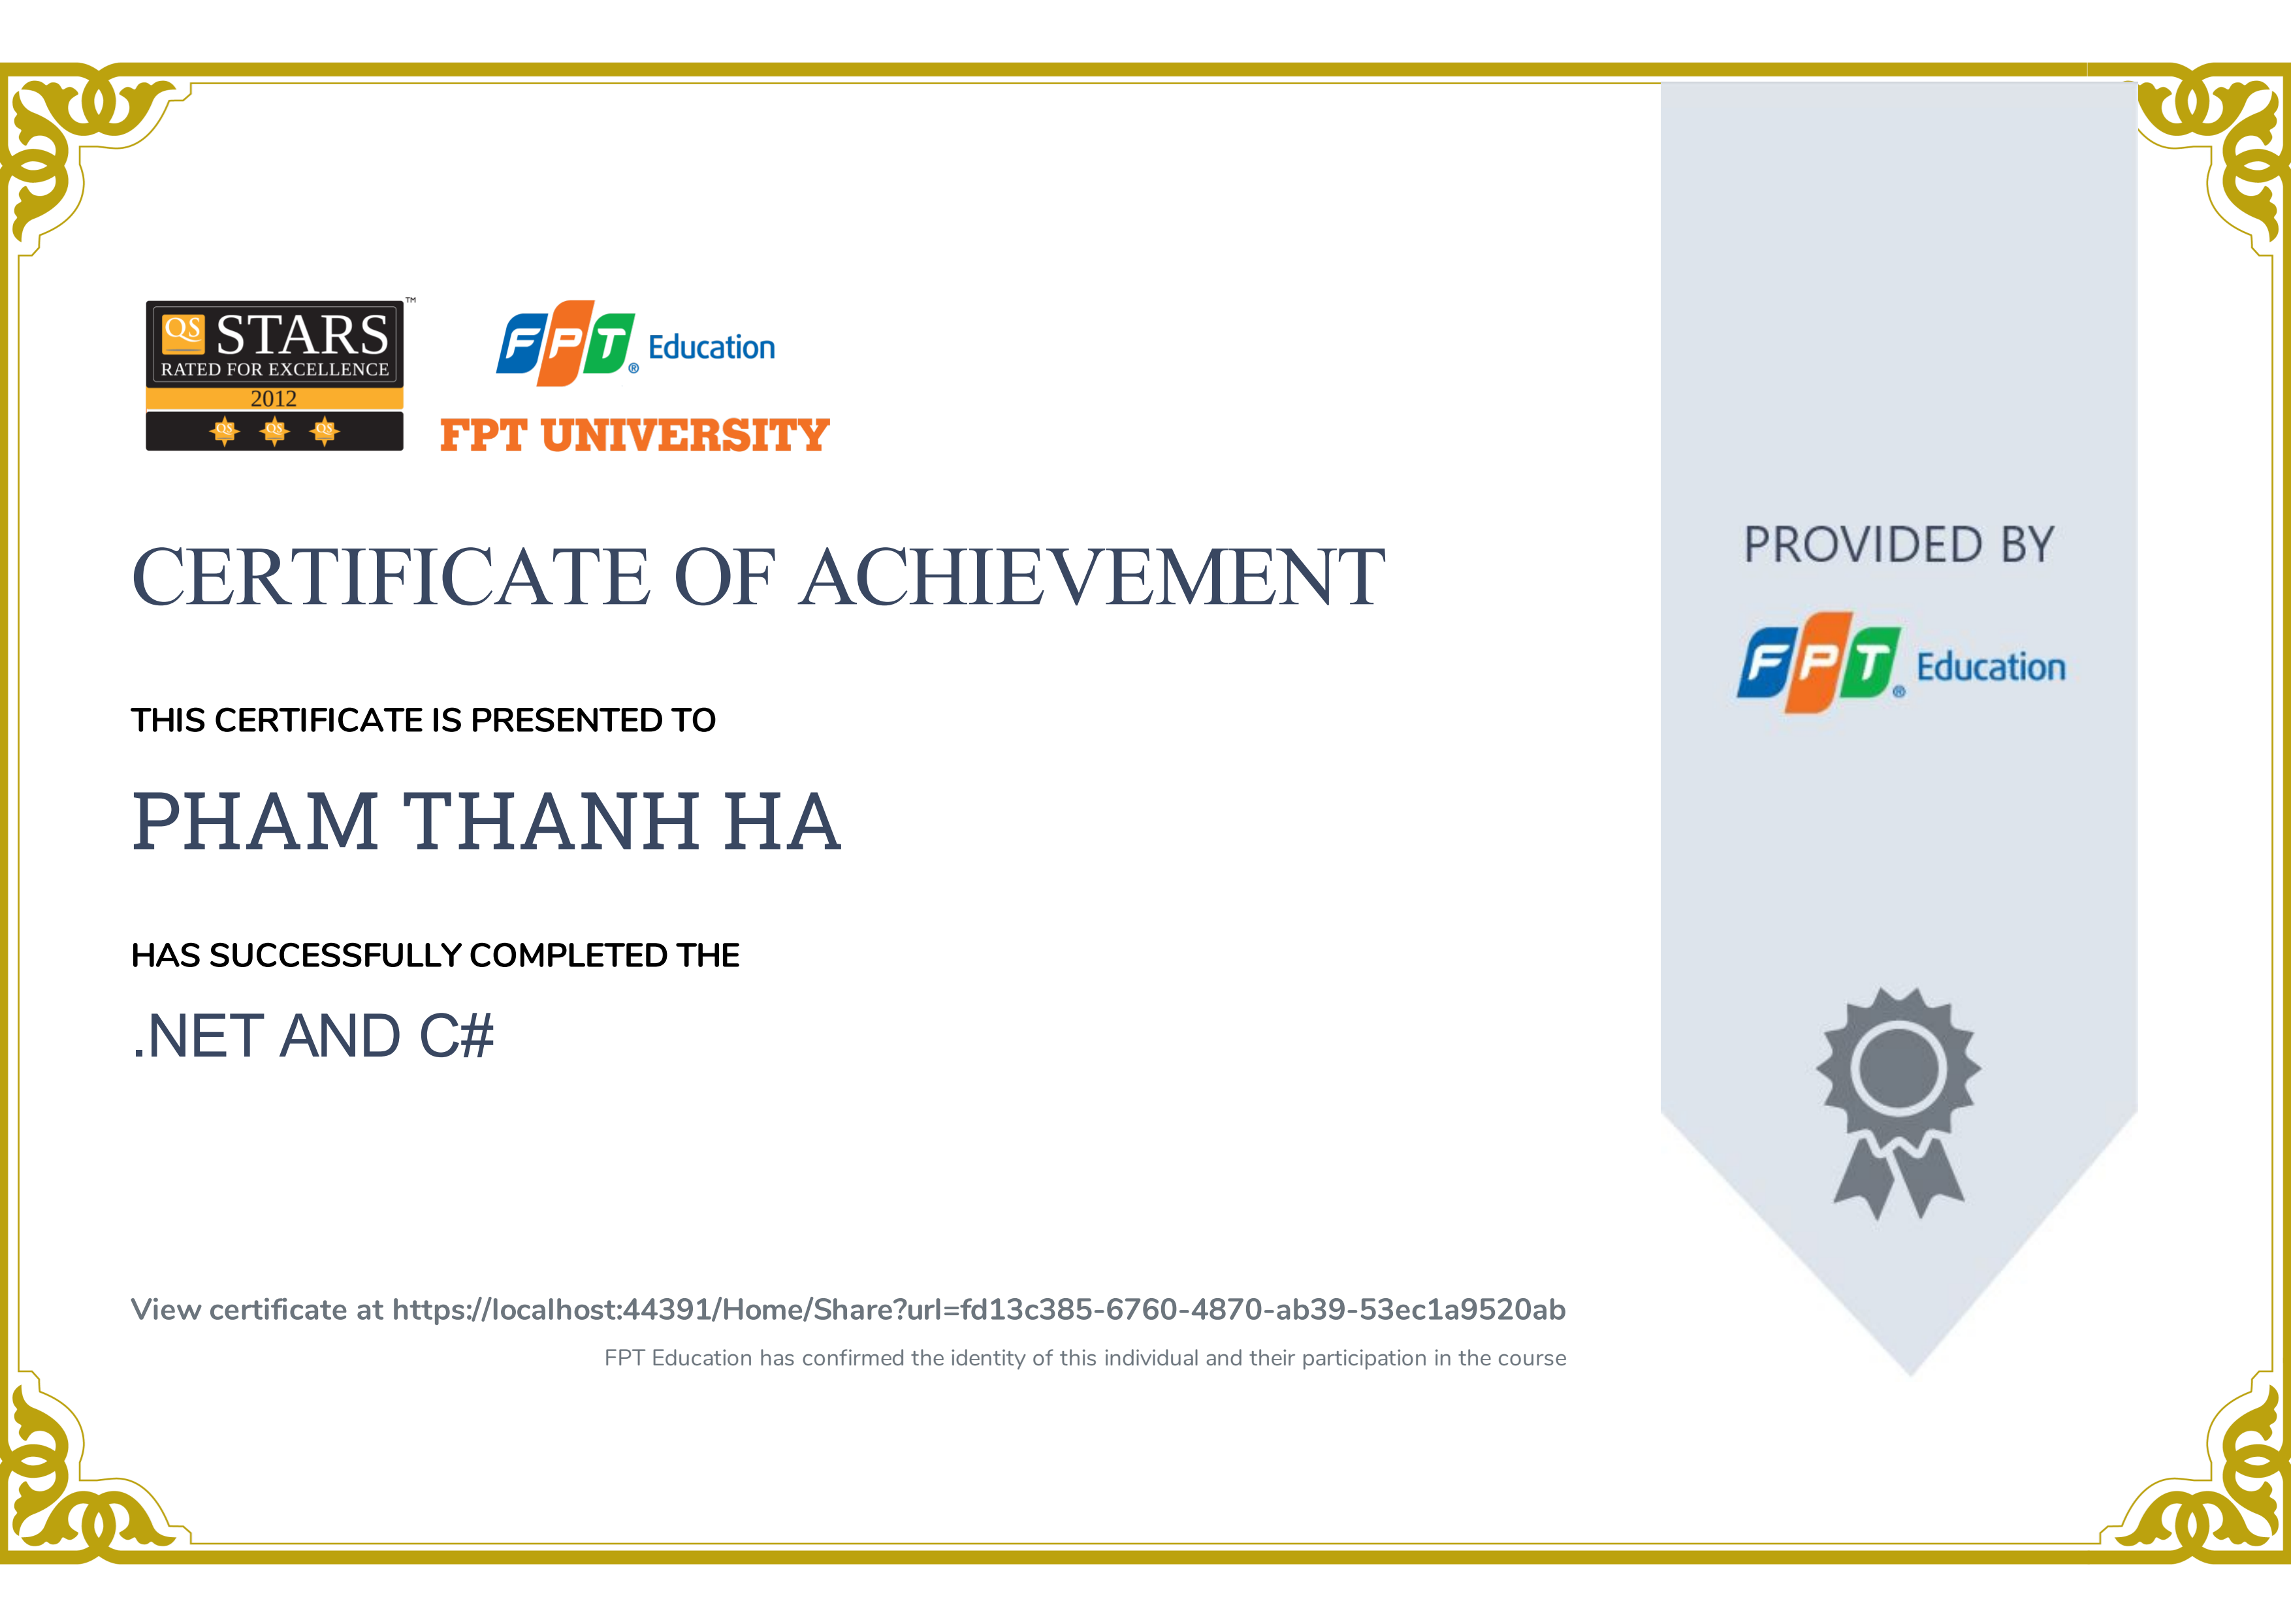 QS STARS™
RATED FOR EXCELLENCE
2012
QS QS QS
FPT® Education
FPT UNIVERSITY
CERTIFICATE OF ACHIEVEMENT
THIS CERTIFICATE IS PRESENTED TO
PHAM THANH HA
HAS SUCCESSFULLY COMPLETED THE
.NET AND C#
View certificate at https://localhost:44391/Home/Share?url=fd13c385-6760-4870-ab39-53ec1a9520ab
FPT Education has confirmed the identity of this individual and their participation in the course
PROVIDED BY
FPT® Education